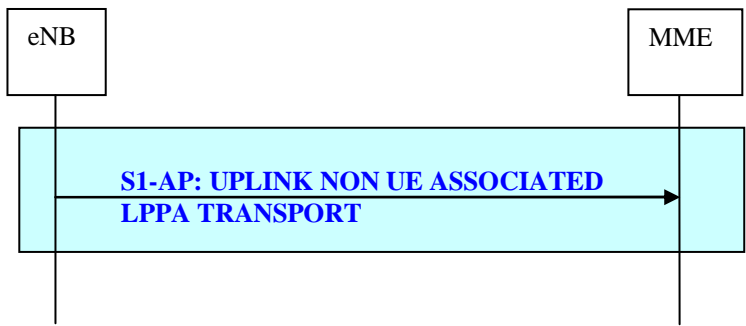 eNB
MME
S1-AP: UPLINK NON UE ASSOCIATED
LPPA TRANSPORT